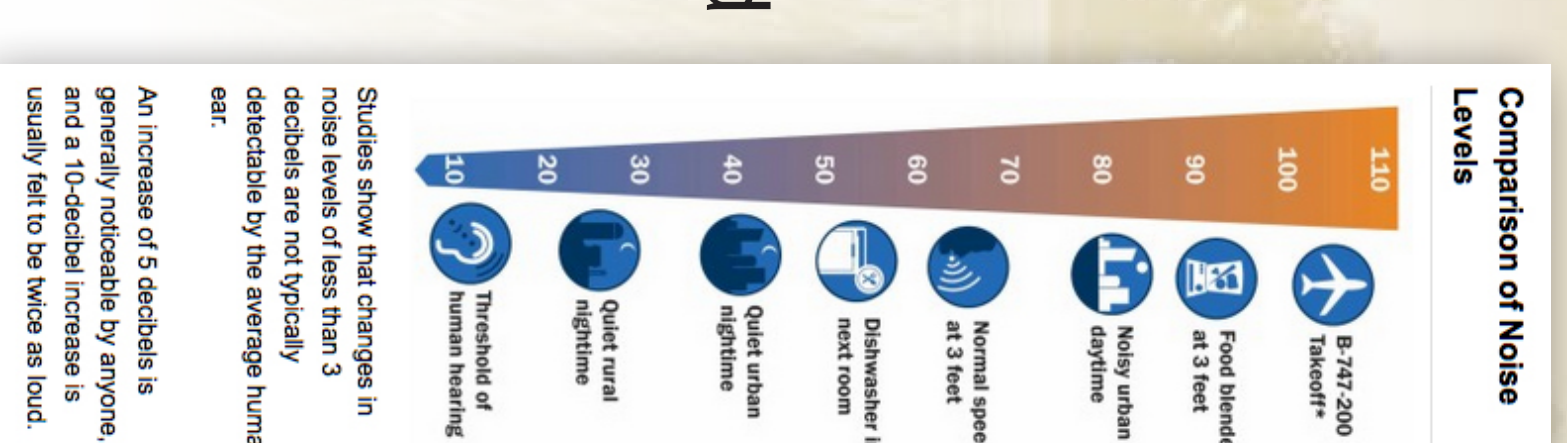 Comparison of Noise
Levels
110
B-747-200
Takeoff*
100
90
Food blende
at 3 feet
80
Noisy urban
daytime
70
Normal spee
at 3 feet
60
Dishwasher i
next room
50
40
Quiet urban
nighttime
30
Quiet rural
nightime
20
10
Threshold of
human hearing
Studies show that changes in
noise levels of less than 3
decibels are not typically
detectable by the average huma
ear.
An increase of 5 decibels is
generally noticeable by anyone,
and a 10-decibel increase is
usually felt to be twice as loud.